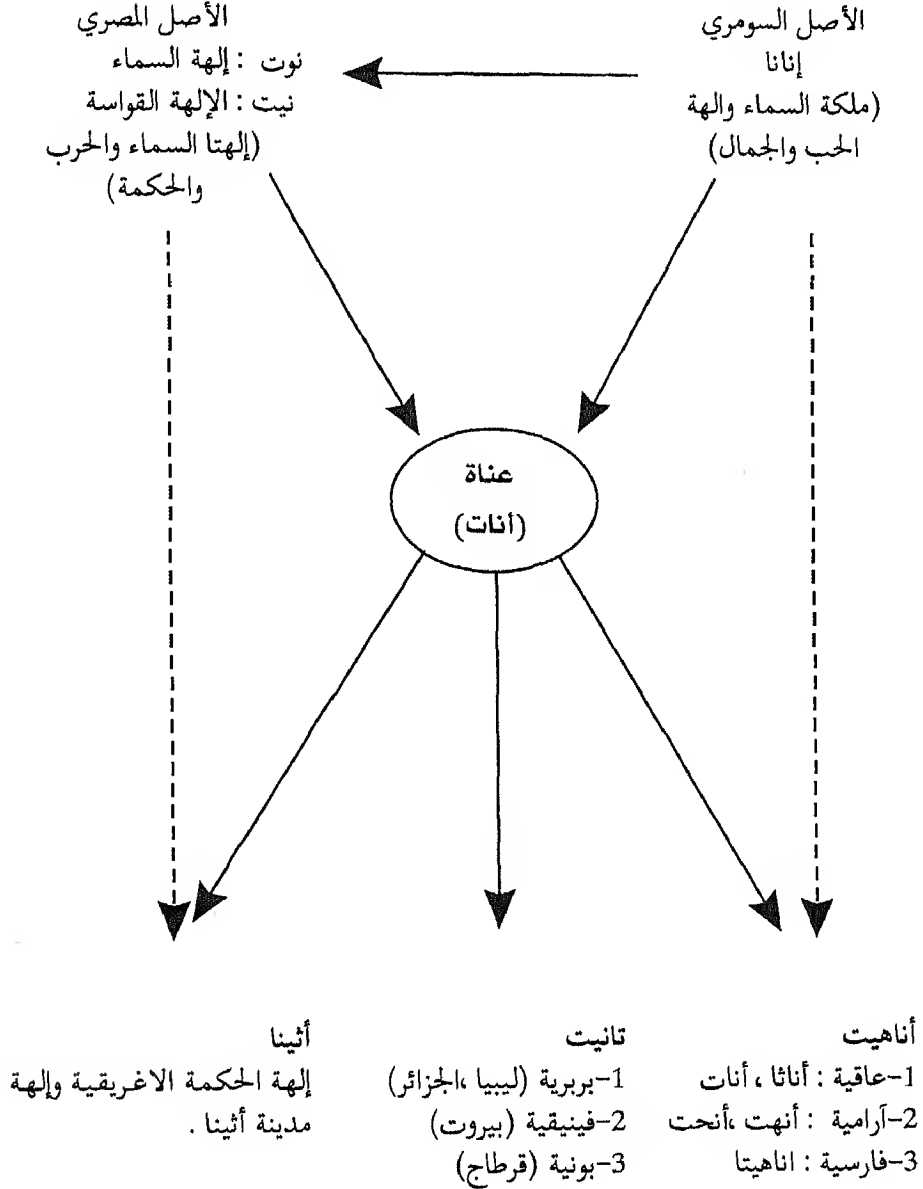 الأصل السومري
إنانا
(ملكة السماء والهة
الحب والجمال)
الأصل المصري
نوت : إلهة السماء
نيت : الإلهة القواسة
(إلهتا السماء والحرب
والحكمة)
عناة
(أنات)
أناهيت
1-عاقية : أناثا ، أنات
2-آرامية : أنهت ،أنحت
3-فارسية : اناهيتا
تانيت
1-بربرية (ليبيا ،الجزائر)
2-فينيقية (بيروت)
3-بونية (قرطاج)
أثينا
إلهة الحكمة الاغريقية وإلهة
مدينة أثينا .